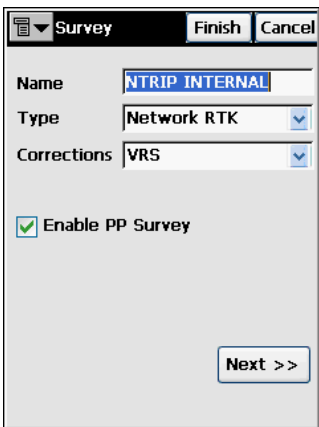 Survey Finish Cancel
Name NTRIP INTERNAL
Type Network RTK
Corrections VRS
Enable PP Survey
Next >>